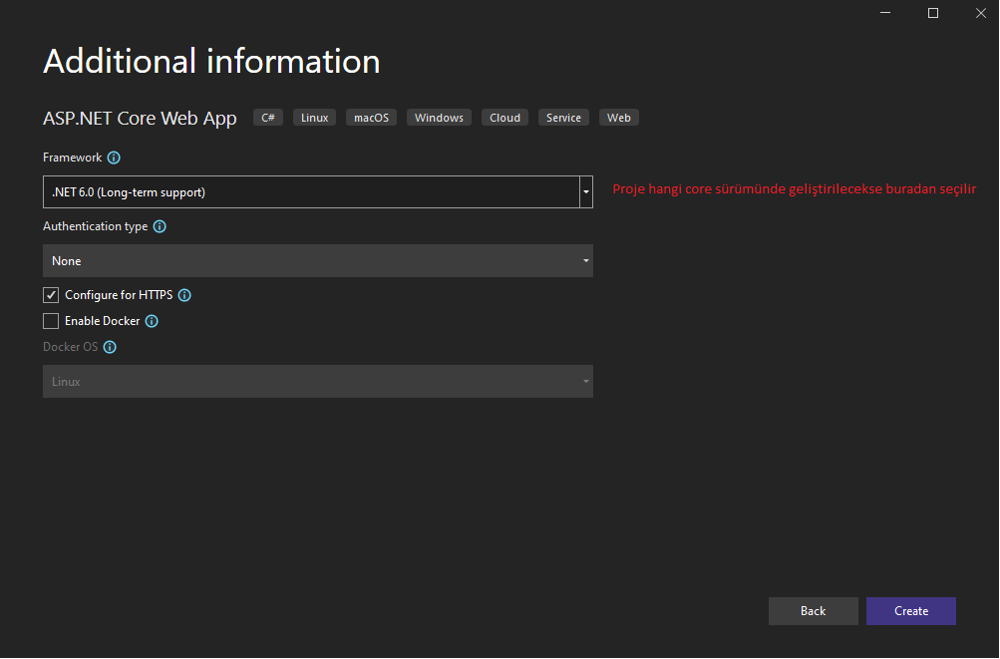 Additional information
ASP.NET Core Web App C# Linux macOS Windows Cloud Service Web
Framework
.NET 6.0 (Long-term support) Proje hangi core sürümünde geliştirilecekse buradan seçilir
Authentication type
None
Configure for HTTPS
Enable Docker
Docker OS
Linux
Back Create